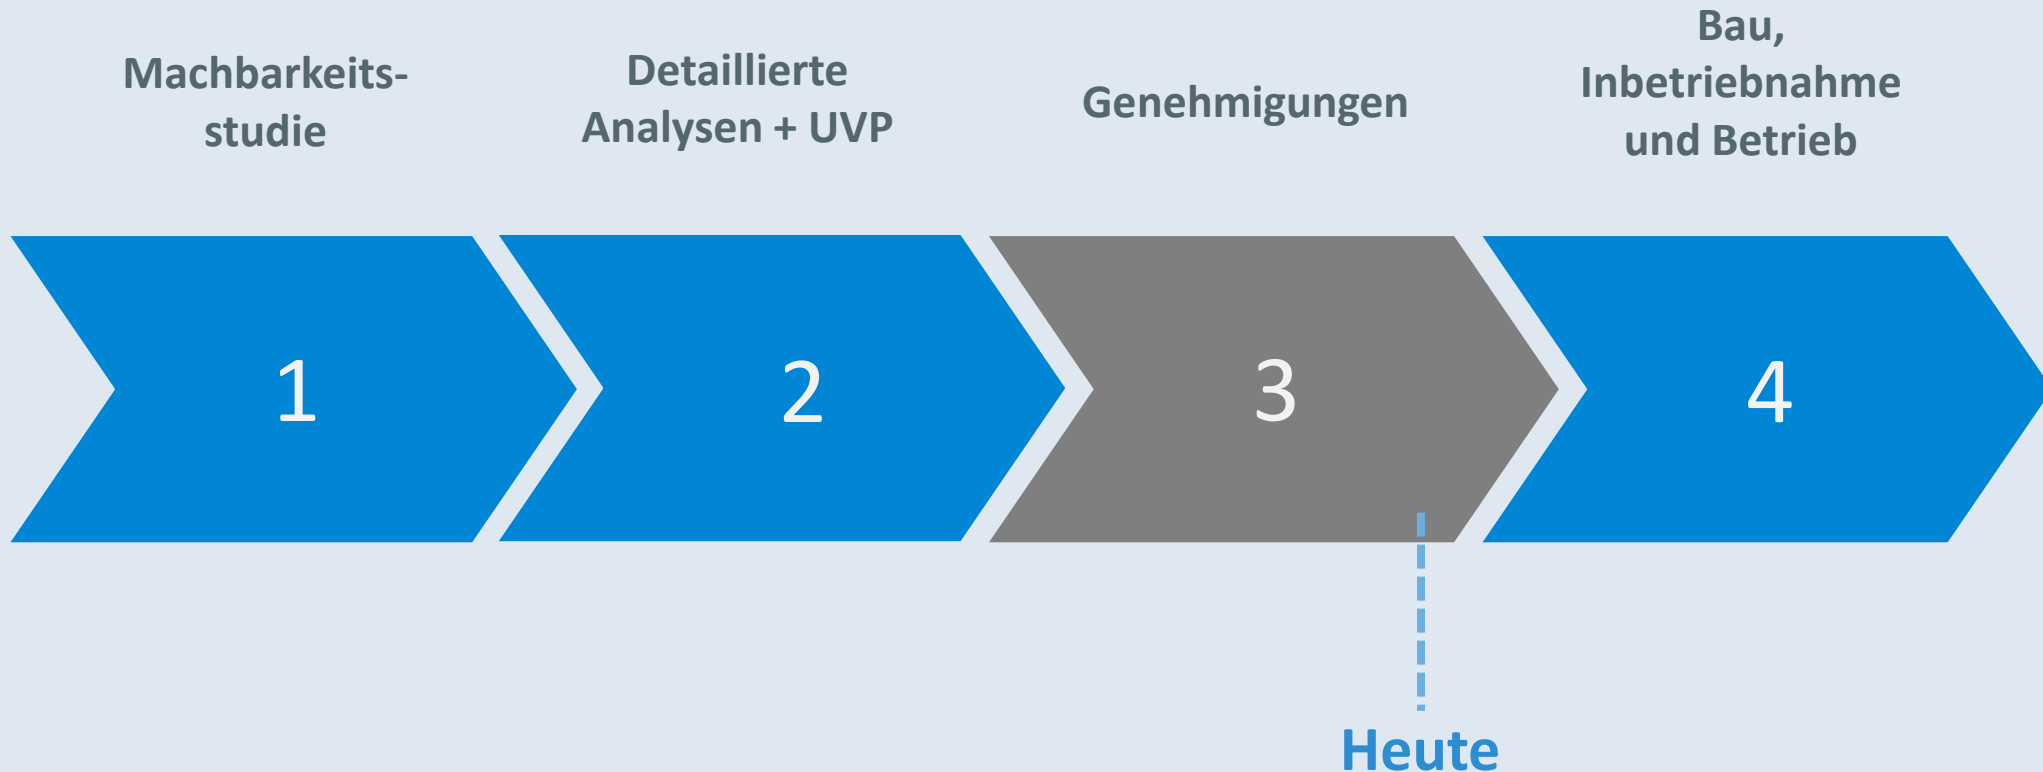 Machbarkeits-
studie
Detaillierte
Analysen + UVP
Genehmigungen
Bau,
Inbetriebnahme
und Betrieb
1
2
3
4
Heute